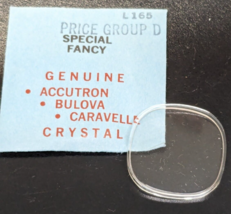 L165
PRICE GROUP D
SPECIAL
FANCY
GENUINE
• ACCUTRON
• BULOVA
• CARAVELLE
CRYSTAL